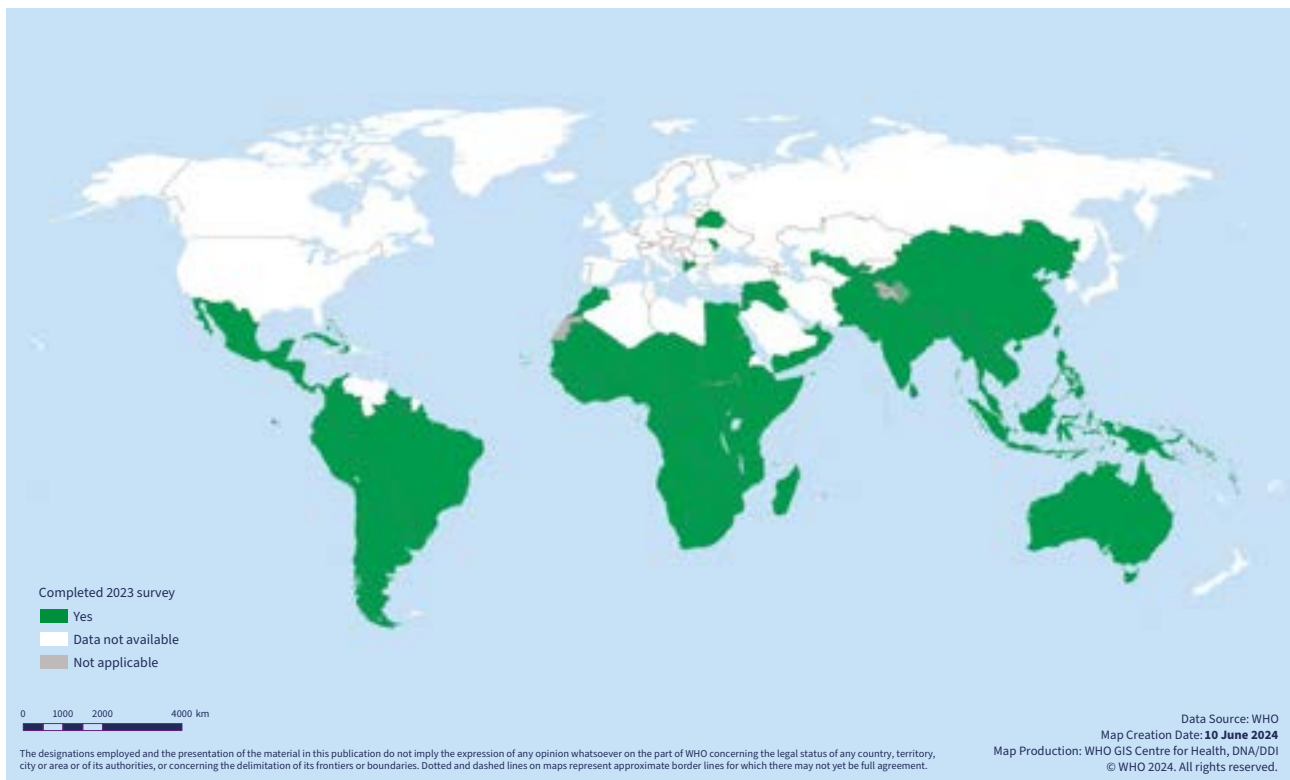 Completed 2023 survey
Yes
Data not available
Not applicable
0 1000 2000 4000 km
The designations employed and the presentation of the material in this publication do not imply the expression of any opinion whatsoever on the part of WHO concerning the legal status of any country, territory,
city or area or of its authorities, or concerning the delimitation of its frontiers or boundaries. Dotted and dashed lines on maps represent approximate border lines for which there may not yet be full agreement.
Data Source: WHO
Map Creation Date: 10 June 2024
Map Production: WHO GIS Centre for Health, DNA/DDI
© WHO 2024. All rights reserved.